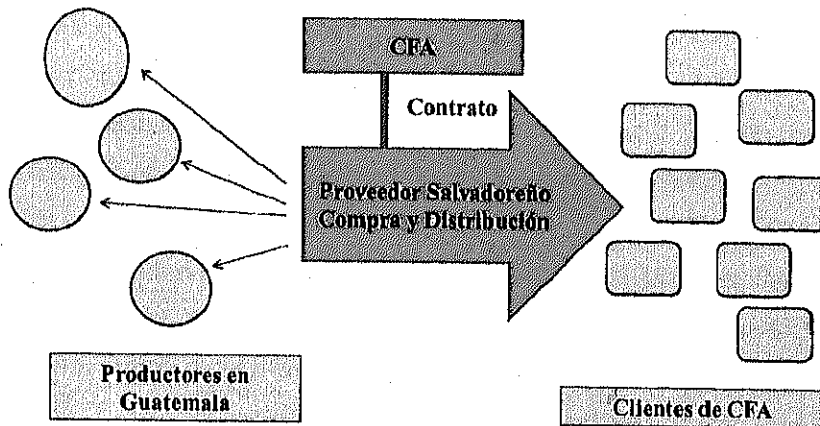 CFA
Contrato
Proveedor Salvadoreño
Compra y Distribución
Productores en
Guatemala
Clientes de CFA